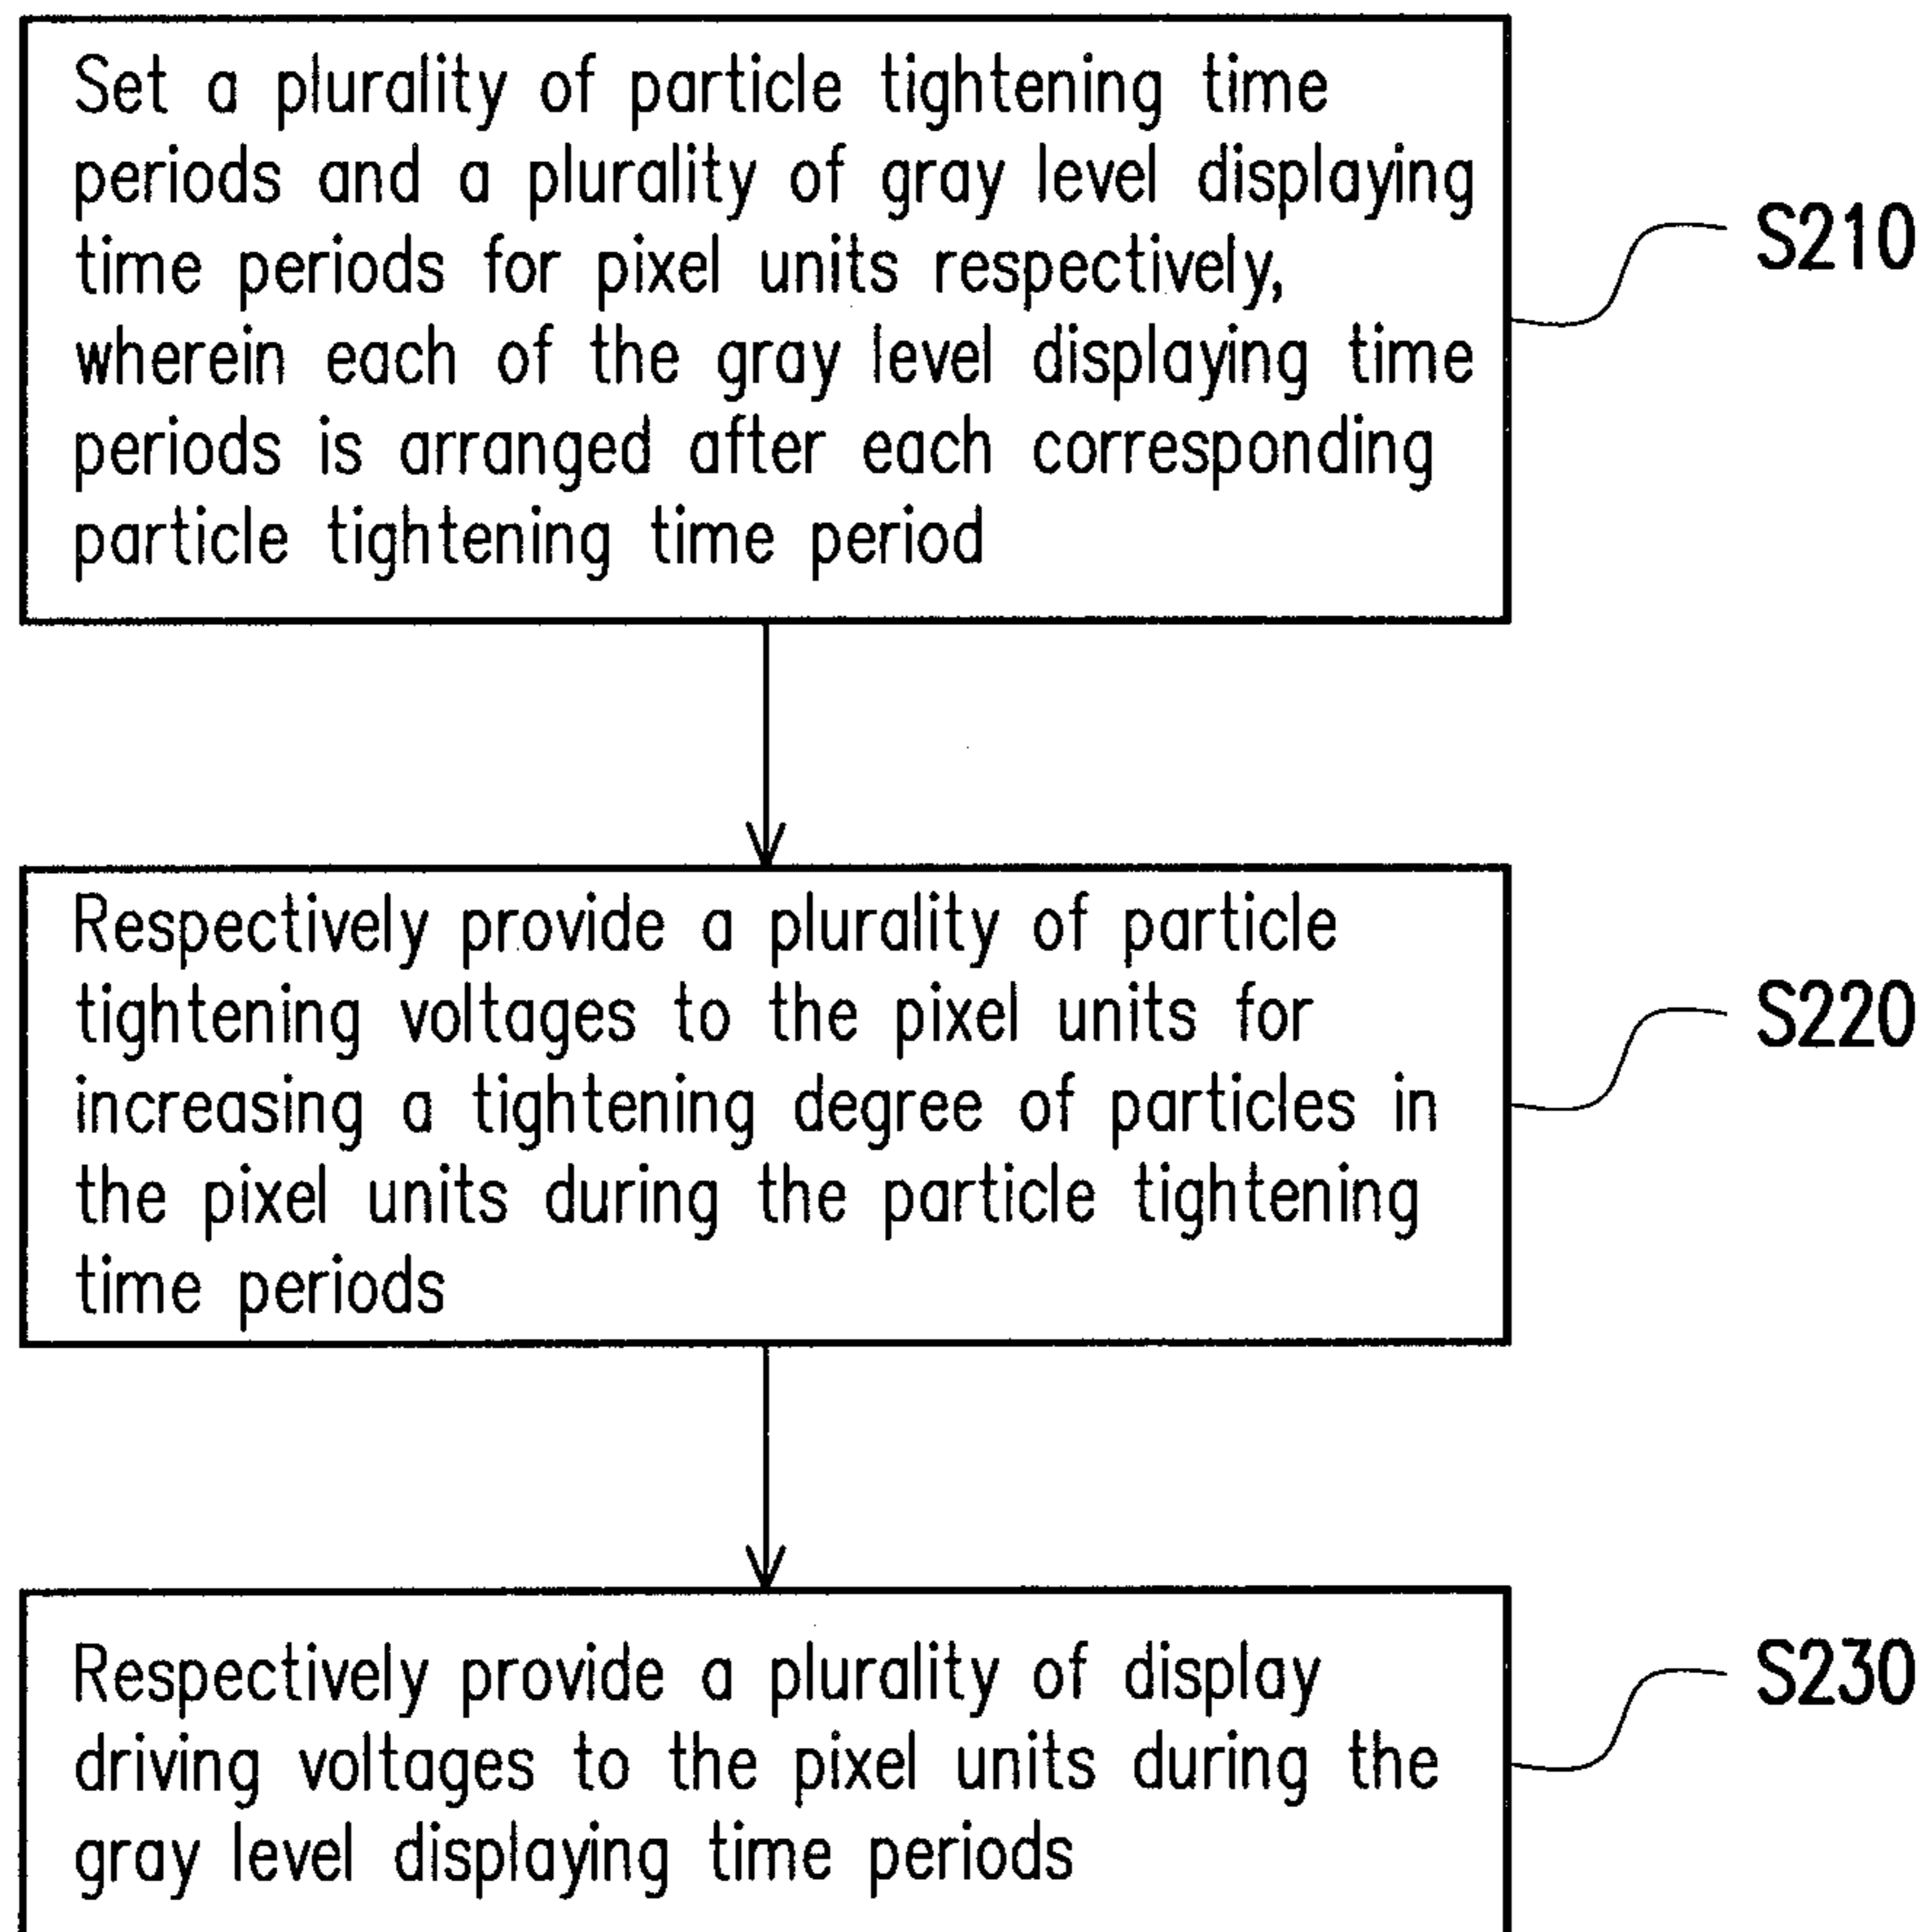 Set a plurality of particle tightening time
periods and a plurality of gray level displaying
time periods for pixel units respectively,
wherein each of the gray level displaying time
periods is arranged after each corresponding
particle tightening time period
S210
Respectively provide a plurality of particle
tightening voltages to the pixel units for
increasing a tightening degree of particles in
the pixel units during the particle tightening
time periods
S220
Respectively provide a plurality of display
driving voltages to the pixel units during the
gray level displaying time periods
S230